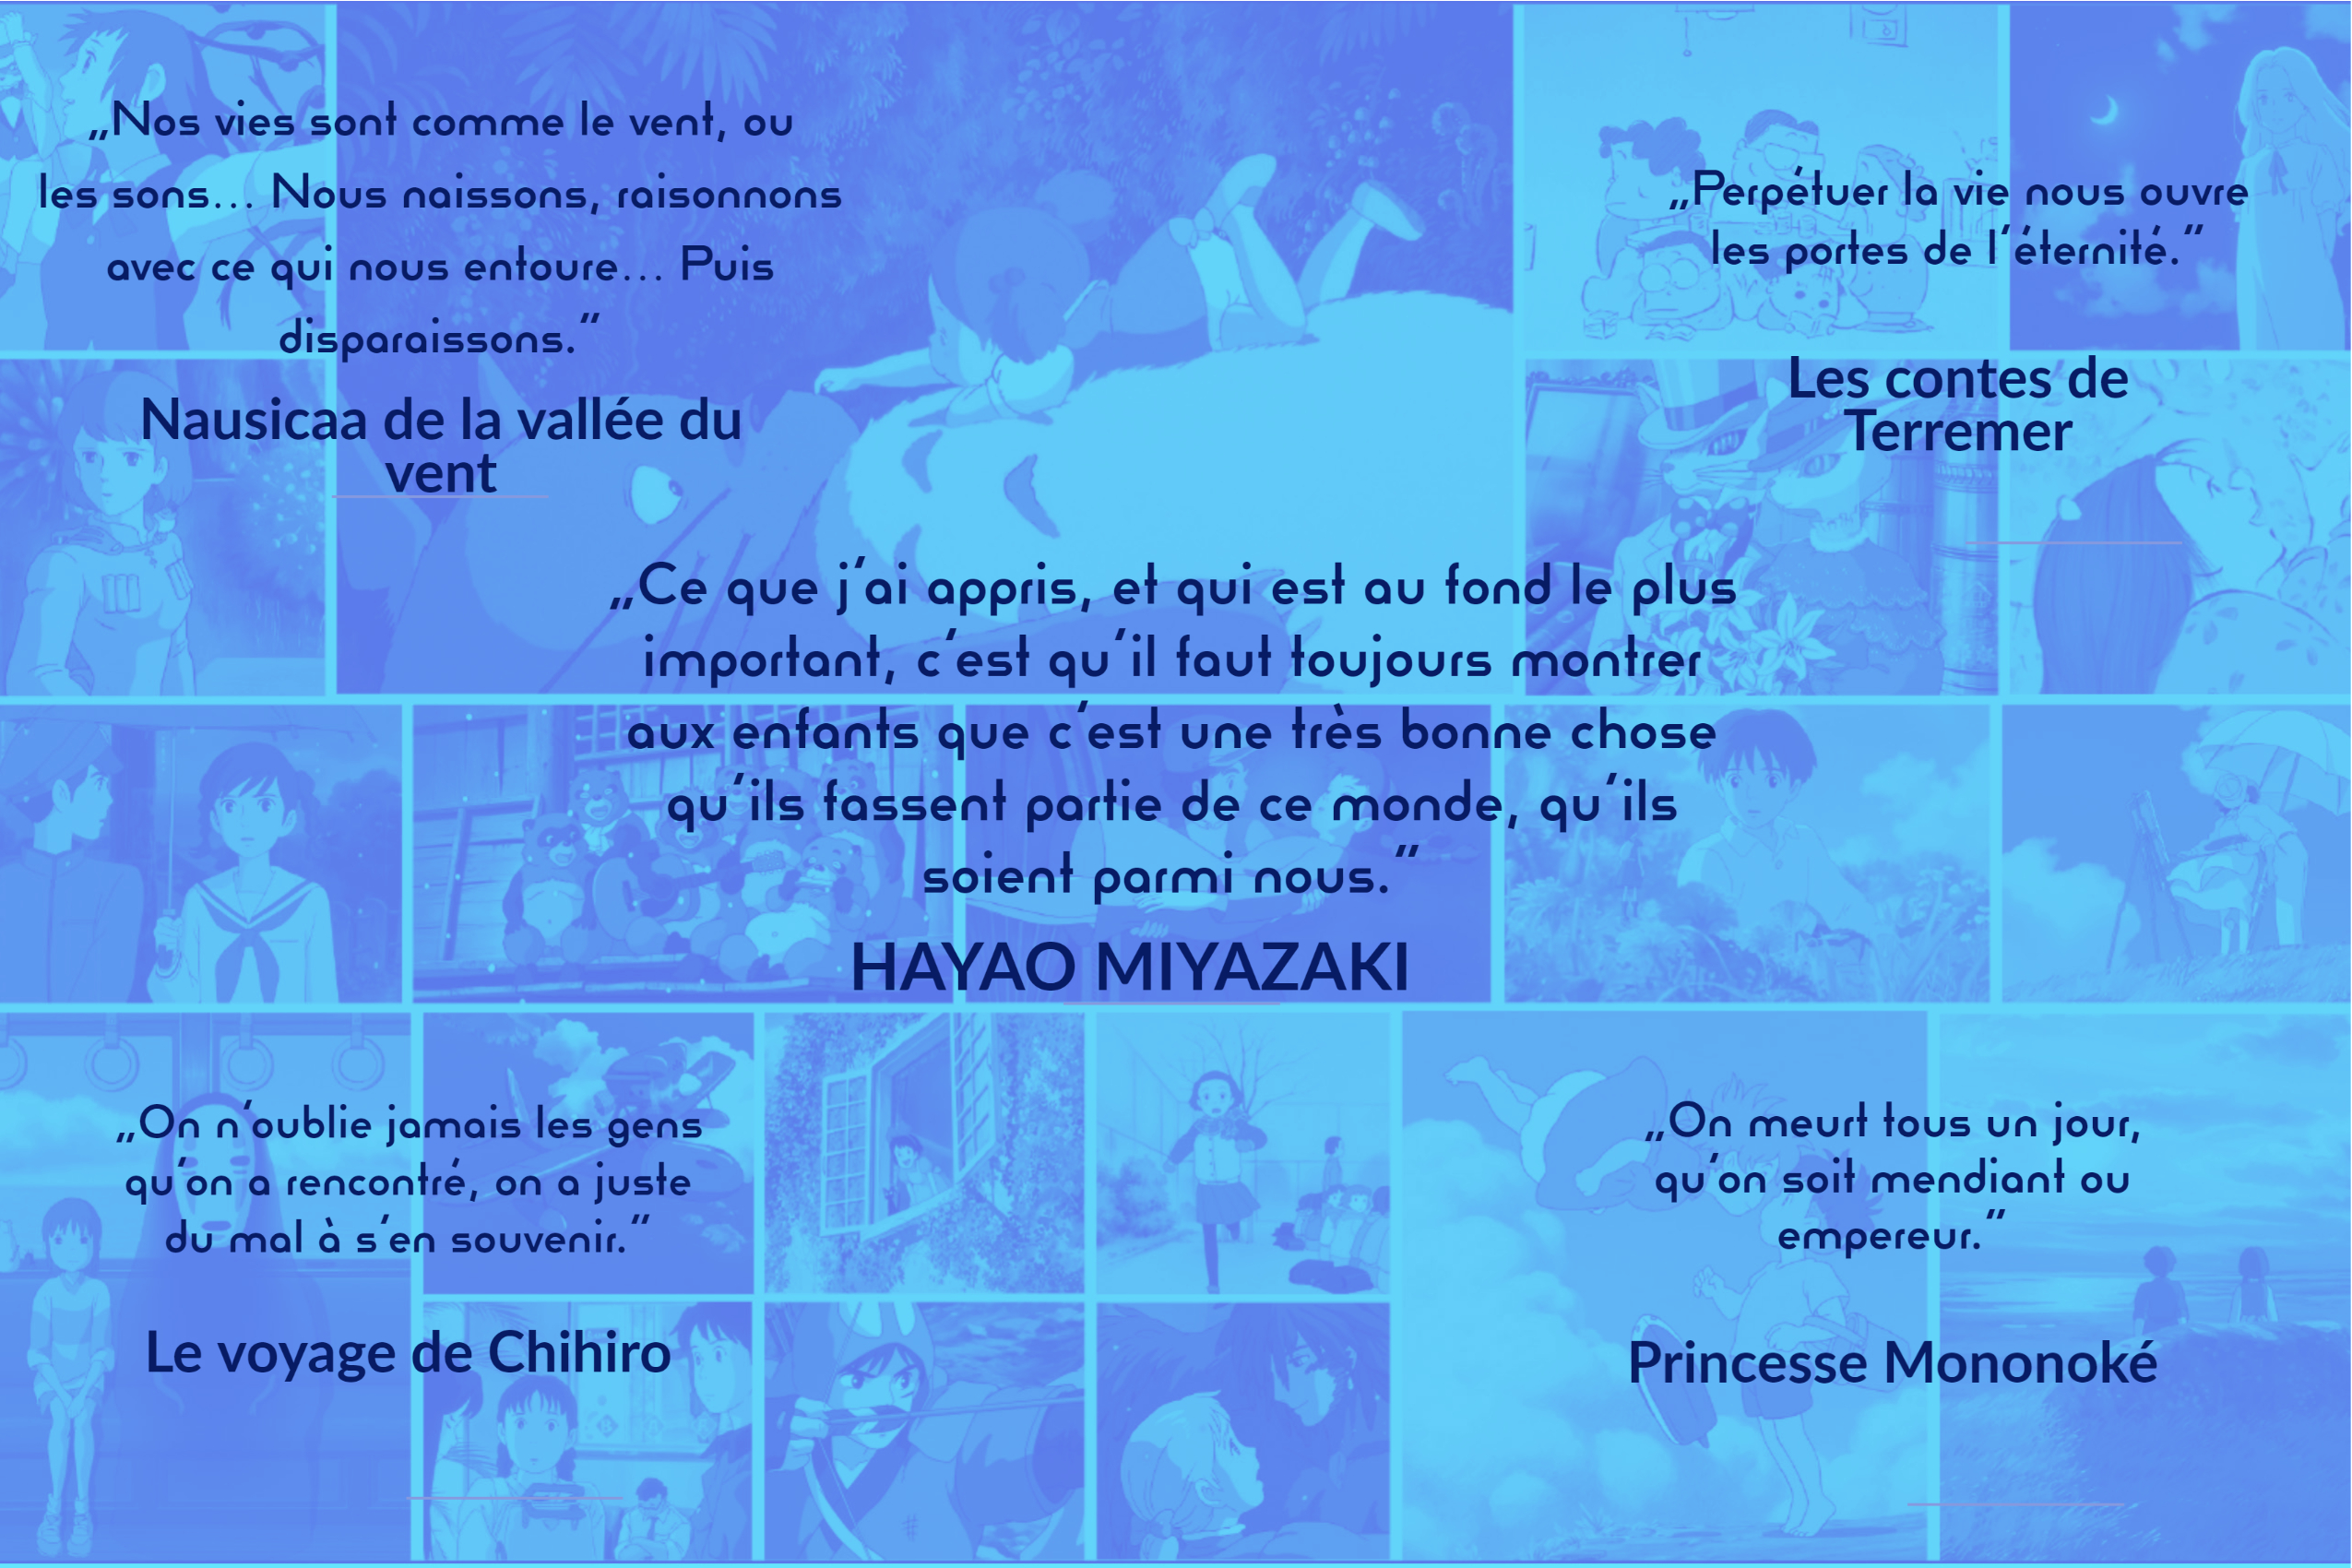 „Nos vies sont comme le vent, ou
les sons... Nous naissons, raisonnons
avec ce qui nous entoure... Puis
disparaissons.”
Nausicaa de la vallée du
vent
„Perpétuer la vie nous ouvre
les portes de l'éternité.”
Les contes de
Terremer
„Ce que j'ai appris, et qui est au fond le plus
important, c'est qu'il faut toujours montrer
aux enfants que c'est une très bonne chose
qu'ils fassent partie de ce monde, qu'ils
soient parmi nous.”
HAYAO MIYAZAKI
„On n'oublie jamais les gens
qu'on a rencontré, on a juste
du mal à s'en souvenir.”
Le voyage de Chihiro
„On meurt tous un jour,
qu'on soit mendiant ou
empereur.”
Princesse Mononoké